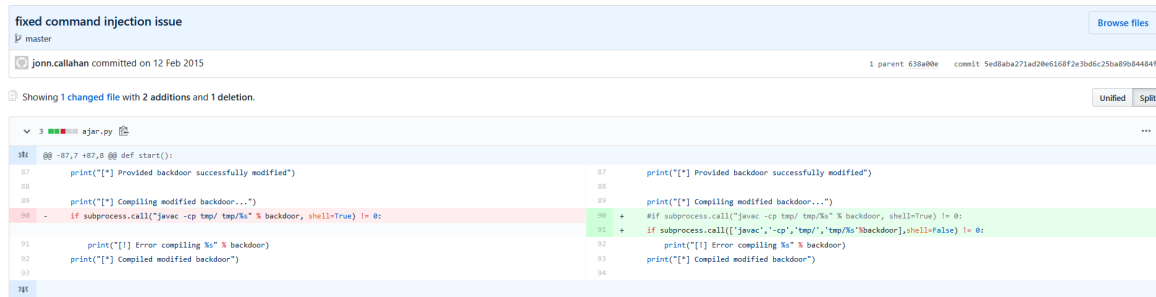 fixed command injection issue
Browse files
master
jonn.callahan committed on 12 Feb 2015
1 parent 638a00e commit 5ed8aba271ad20e6168f2e3bd6c25ba89b84484f
Showing 1 changed file with 2 additions and 1 deletion.
Unified Split
3 ajar.py
@@ -87,7 +87,8 @@ def start():
87 print("[*] Provided backdoor successfully modified")
88
89 print("[*] Compiling modified backdoor...")
90 - if subprocess.call("javac -cp tmp/ tmp/%s" % backdoor, shell=True) != 0:
91 print("[!] Error compiling %s" % backdoor)
92 print("[*] Compiled modified backdoor")
93
87 print("[*] Provided backdoor successfully modified")
88
89 print("[*] Compiling modified backdoor...")
90 + #if subprocess.call("javac -cp tmp/ tmp/%s" % backdoor, shell=True) != 0:
91 + if subprocess.call(['javac','-cp','tmp/','tmp/%s'%backdoor],shell=False) != 0:
92 print("[!] Error compiling %s" % backdoor)
93 print("[*] Compiled modified backdoor")
94